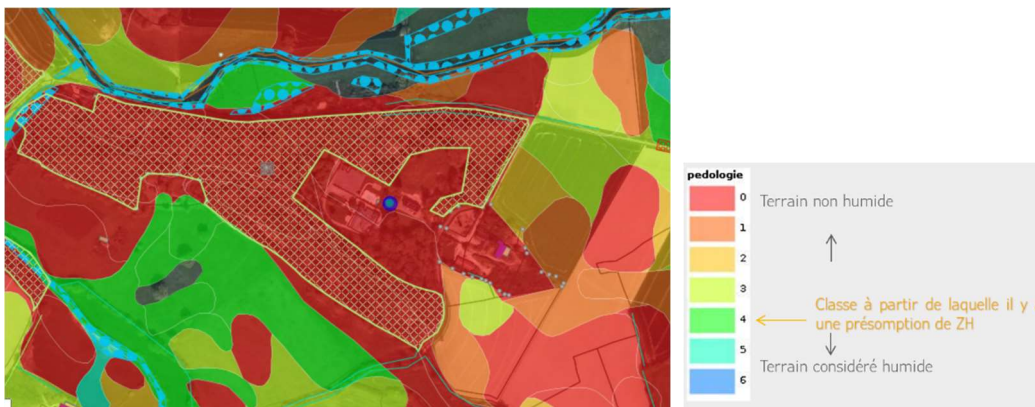 pedologie
0 Terrain non humide
1
2
3
4 Classe à partir de laquelle il y
une présomption de ZH
5
Terrain considéré humide
6